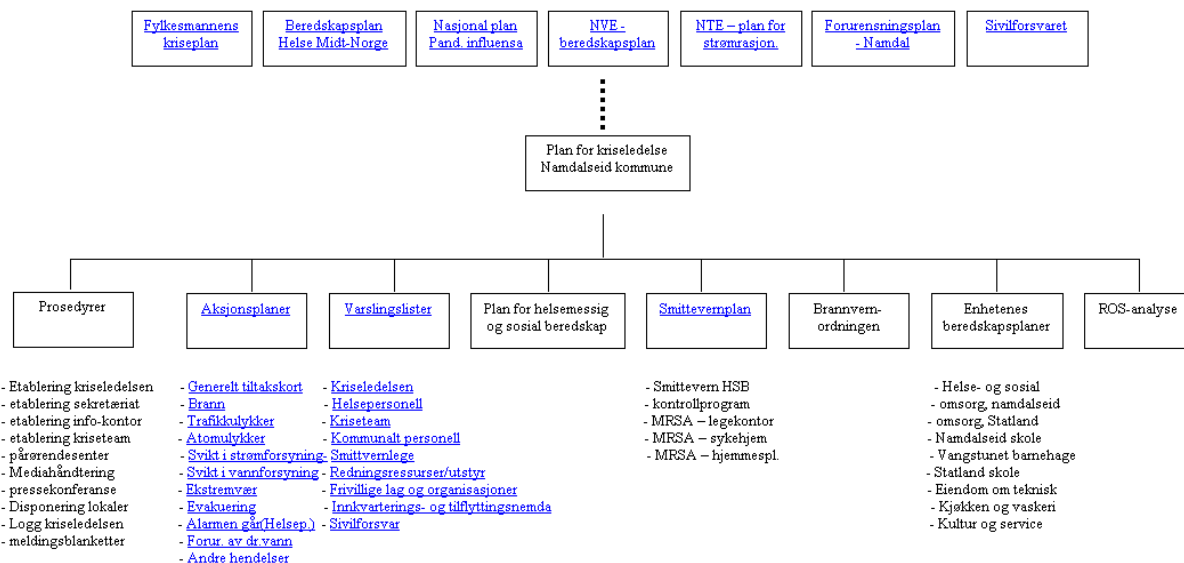 Fylkesmannens
kriseplan
Beredskapsplan
Helse Midt-Norge
Nasjonal plan
Pand. influensa
NVE -
beredskapsplan
NTE – plan for
strømrasjon.
Forurensningsplan
- Namdal
Sivilforsvaret
Plan for kriseledelse
Namdalseid kommune
Prosedyrer
Aksjonsplaner
Varslingslister
Plan for helsemessig
og sosial beredskap
Smittevernplan
Brannvern-
ordningen
Enhetenes
beredskapsplaner
ROS-analyse
- Etablering kriseledelsen
- etablering sekretæriat
- etablering info-kontor
- etablering kriseteam
- pårørendesenter
- Mediahåndtering
- pressekonferanse
- Disponering lokaler
- Logg kriseledelsen
- meldingsblanketter
- Generelt tiltakskort
- Brann
- Trafikkulykker
- Atomulykker
- Svikt i strømforsyning
- Svikt i vannforsyning
- Ekstremvær
- Evakuering
- Alarmen går(Helsep.)
- Forur. av dr.vann
- Andre hendelser
- Kriseledelsen
- Helsepersonell
- Kriseteam
- Kommunalt personell
- Smittvernlege
- Redningsressurser/utstyr
- Frivillige lag og organisasjoner
- Innkvarterings- og tilflyttingsnemda
- Sivilforsvar
- Smittevern HSB
- kontrollprogram
- MRSA – legekontor
- MRSA – sykehjem
- MRSA – hjemmespl.
- Helse- og sosial
- omsorg, namdalseid
- omsorg, Statland
- Namdalseid skole
- Vangstunet barnehage
- Statland skole
- Eiendom om teknisk
- Kjøkken og vaskeri
- Kultur og service